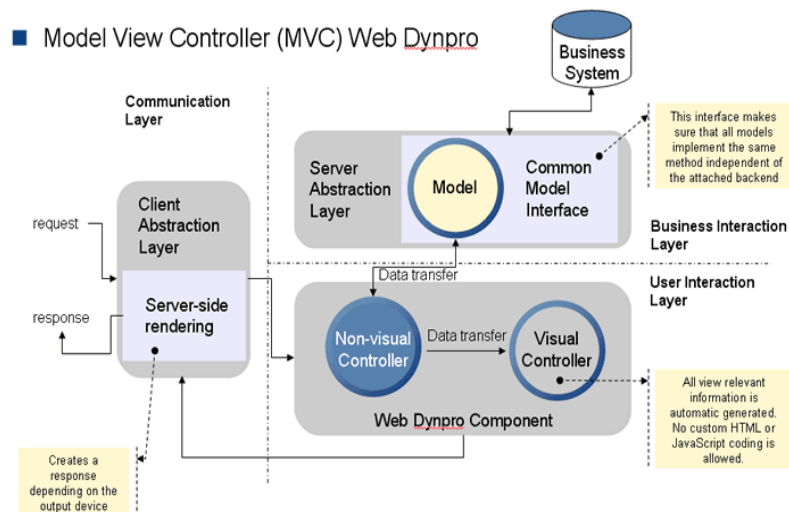 Model View Controller (MVC) Web Dynpro
Business
System
Communication
Layer
This interface makes
sure that all models
implement the same
method independent of
the attached backend
Server
Abstraction
Layer
Model
Common
Model
Interface
Client
Abstraction
Layer
request
Business Interaction
Layer
Data transfer
User Interaction
Layer
Server-side
rendering
response
Non-visual
Controller
Data transfer
Visual
Controller
All view relevant
information is
automatic generated.
No custom HTML or
JavaScript coding is
allowed.
Web Dynpro Component
Creates a
response
depending on the
output device